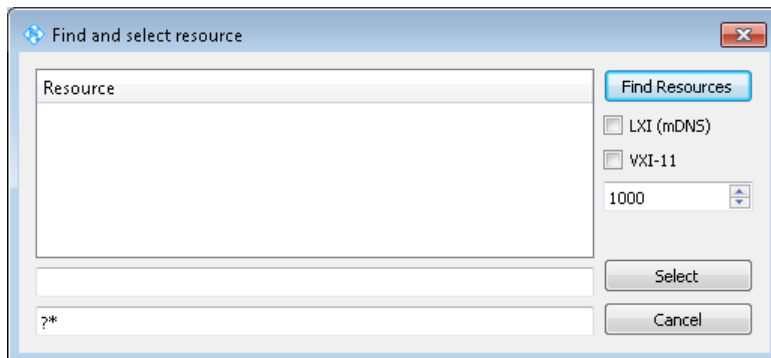 Find and select resource
Resource
Find Resources
LXI (mDNS)
VXI-11
1000
Select
?*
Cancel